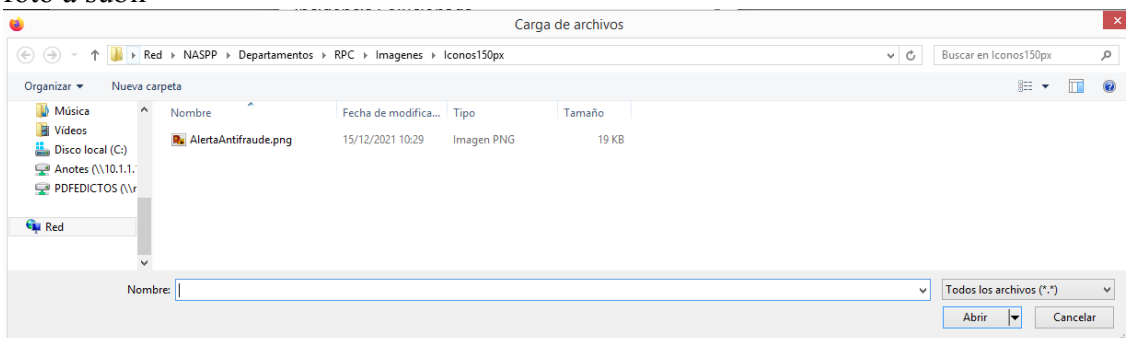 foto a subir
Carga de archivos
Red NASPP Departamentos RPC Imagenes Iconos150px
Buscar en Iconos150px
Organizar
Nueva carpeta
Música
Vídeos
Disco local (C:)
Anotes (\\10.1.1.
PDFEDICTOS (\\r
Red
Nombre
Fecha de modifica...
Tipo
Tamaño
AlertaAntifraude.png
15/12/2021 10:29
Imagen PNG
19 KB
Nombre:
Todos los archivos (*.*)
Abrir
Cancelar